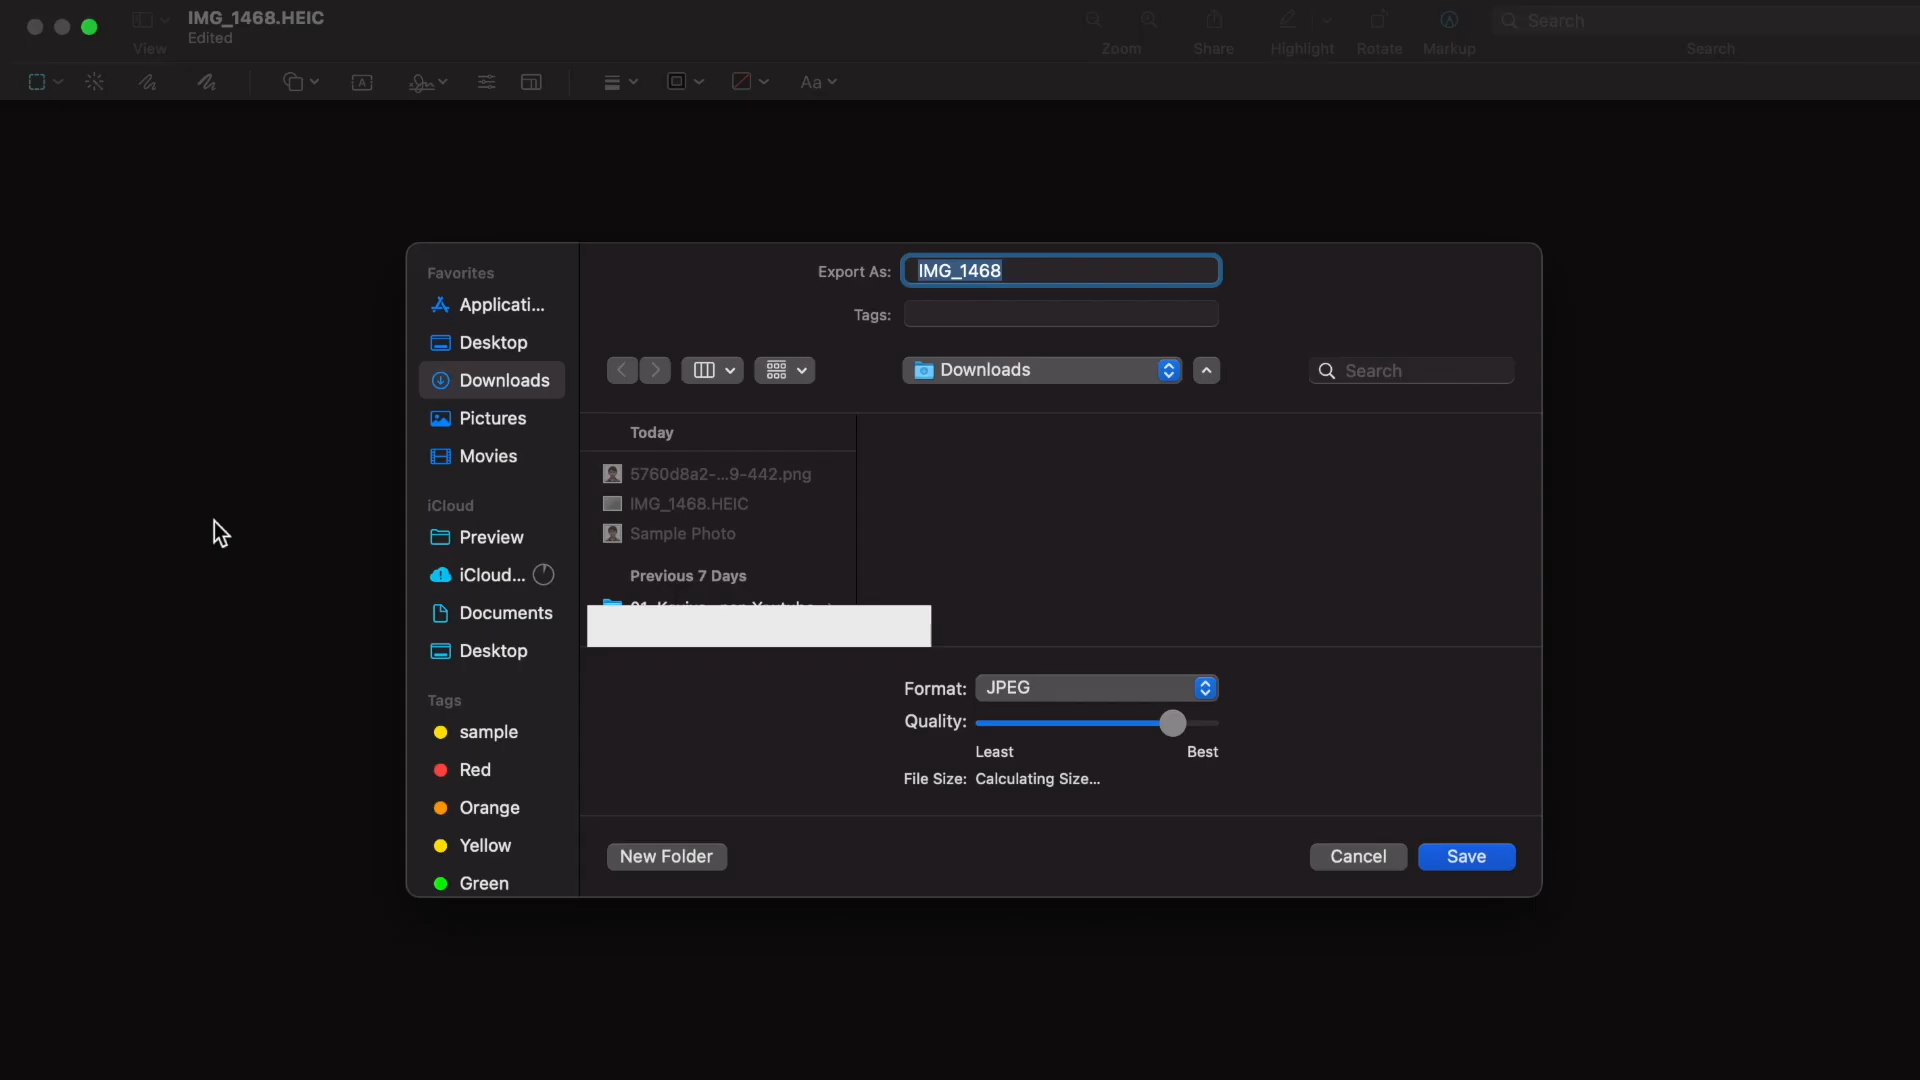 IMG_1468.HEIC
Edited
View
Zoom
Share
Highlight
Rotate
Markup
Search
Search
A
Aa
Favorites
Applicati...
Desktop
Downloads
Pictures
Movies
iCloud
Preview
iCloud...
Documents
Desktop
Tags
sample
Red
Orange
Yellow
Green
Export As: IMG_1468
Tags:
Downloads
Search
Today
5760d8a2-...9-442.png
IMG_1468.HEIC
Sample Photo
Previous 7 Days
Format: JPEG
Quality:
Least Best
File Size: Calculating Size...
New Folder
Cancel
Save